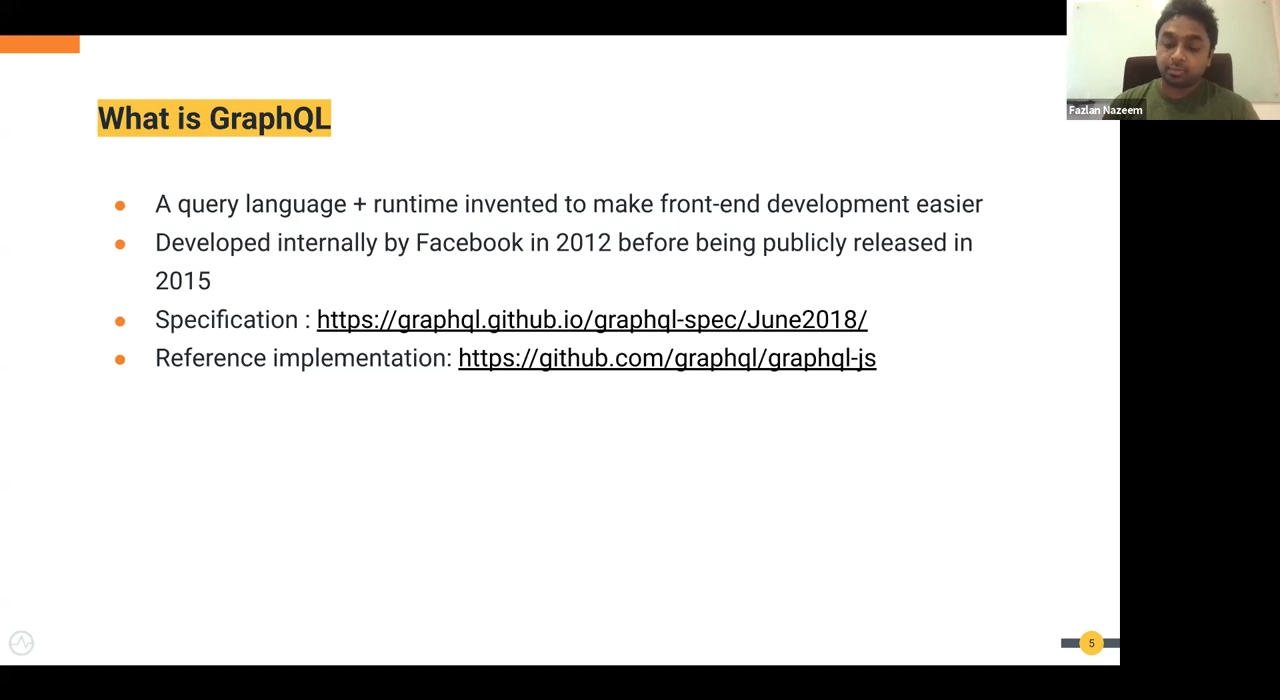 Fazlan Nazeem
What is GraphQL
● A query language + runtime invented to make front-end development easier
● Developed internally by Facebook in 2012 before being publicly released in
2015
● Specification : https://graphql.github.io/graphql-spec/June2018/
● Reference implementation: https://github.com/graphql/graphql-js
5